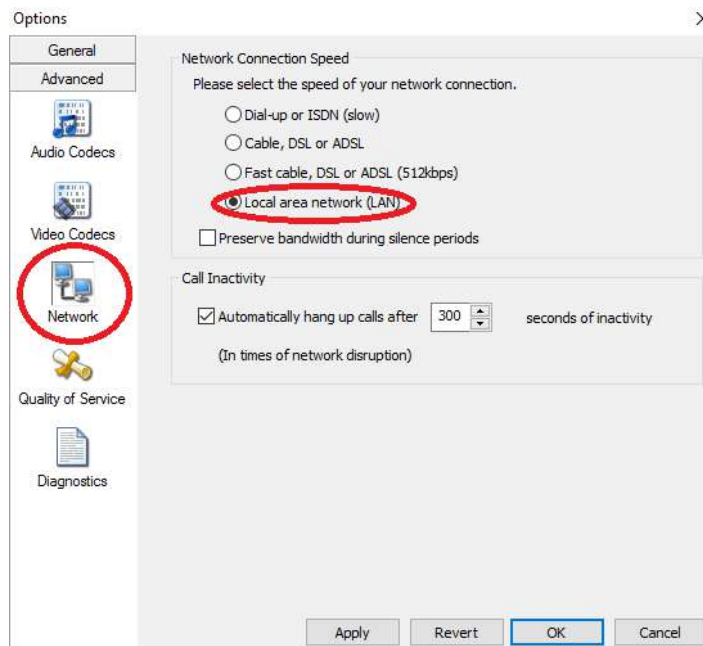 Options
General
Advanced
Audio Codecs
Video Codecs
Network
Quality of Service
Diagnostics
Network Connection Speed
Please select the speed of your network connection.
Dial-up or ISDN (slow)
Cable, DSL or ADSL
Fast cable, DSL or ADSL (512kbps)
Local area network (LAN)
Preserve bandwidth during silence periods
Call Inactivity
Automatically hang up calls after 300 seconds of inactivity
(In times of network disruption)
Apply Revert OK Cancel